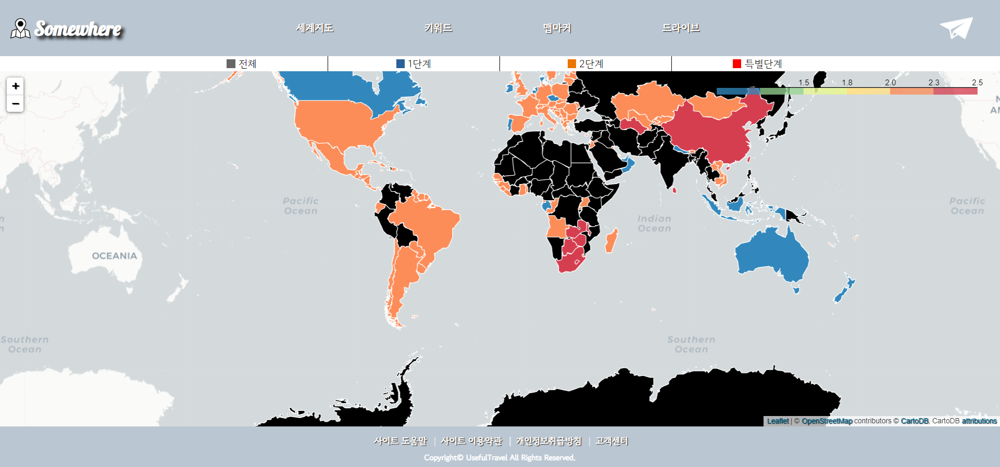 Somewhere
세계지도 키워드 맵마커 드라이브
전체 1단계 2단계 특별단계
+
−
1.5 1.8 2.0 2.3 2.5
Pacific
Ocean
OCEANIA
Indian
Ocean
Pacific
Ocean
Southern
Ocean
Southern
Ocean
Leaflet | © OpenStreetMap contributors © CartoDB, CartoDB attributions
사이트 도움말 | 사이트 이용약관 | 개인정보취급방침 | 고객센터
Copyright© UsefulTravel All Rights Reserved.